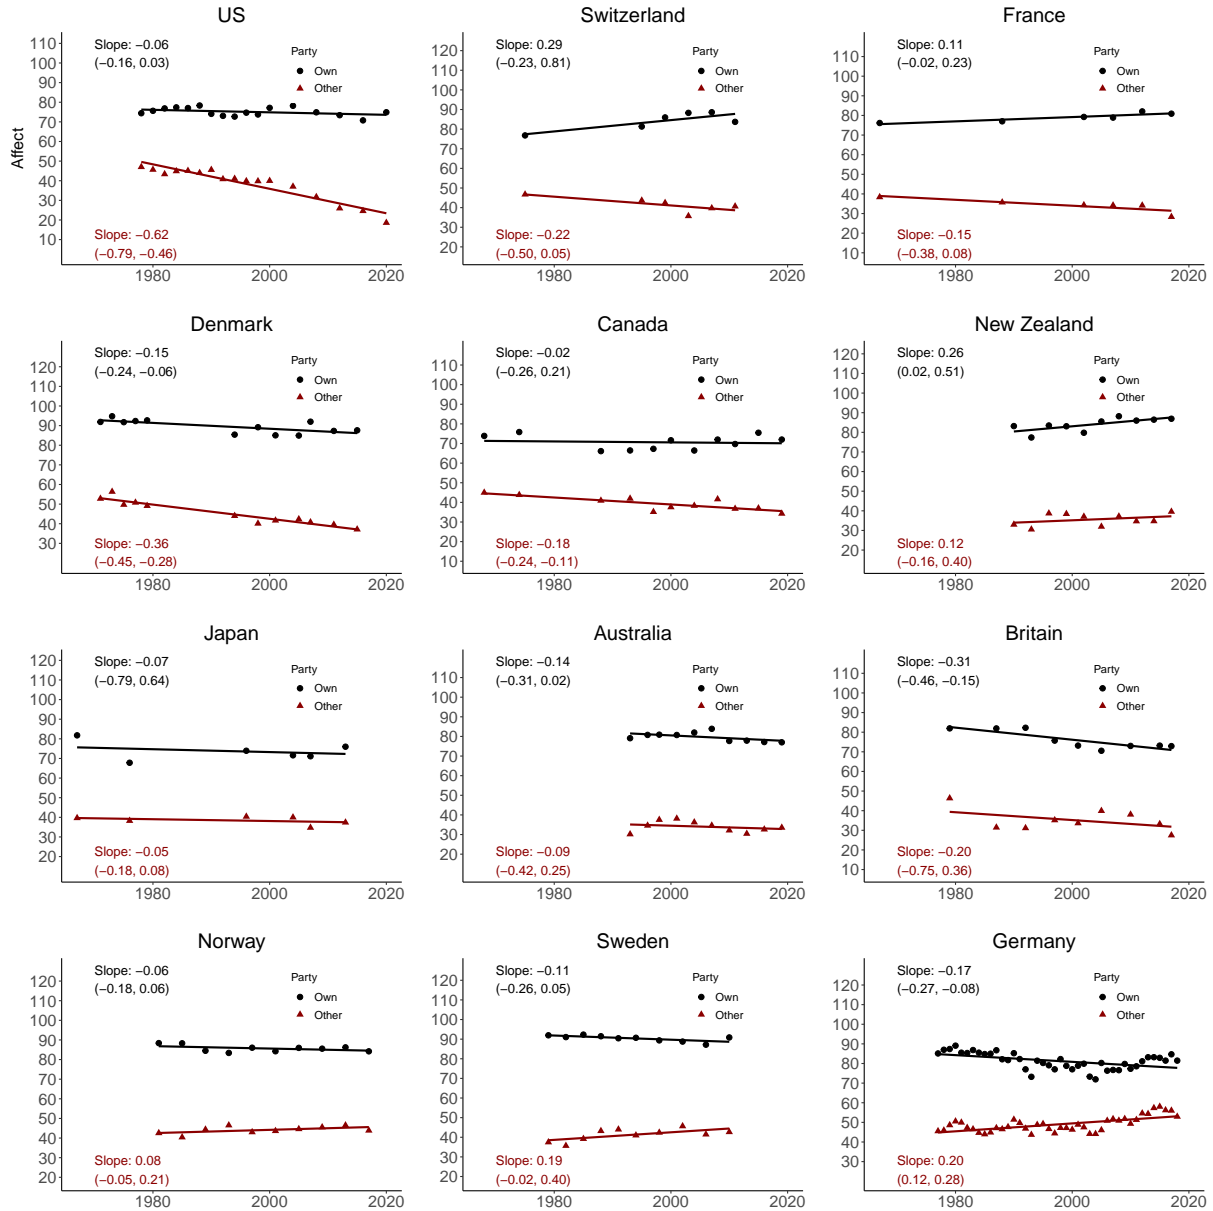 US
Slope: −0.06
(−0.16, 0.03)
Party
Own
Other
Affect
110
100
90
80
70
60
50
40
30
20
10
Slope: −0.62
(−0.79, −0.46)
1980
2000
2020
Switzerland
Slope: 0.29
(−0.23, 0.81)
Party
Own
Other
120
110
100
90
80
70
60
50
40
30
20
Slope: −0.22
(−0.50, 0.05)
1980
2000
2020
France
Slope: 0.11
(−0.02, 0.23)
Party
Own
Other
110
100
90
80
70
60
50
40
30
20
10
Slope: −0.15
(−0.38, 0.08)
1980
2000
2020
Denmark
Slope: −0.15
(−0.24, −0.06)
Party
Own
Other
120
110
100
90
80
70
60
50
40
30
Slope: −0.36
(−0.45, −0.28)
1980
2000
2020
Canada
Slope: −0.02
(−0.26, 0.21)
Party
Own
Other
110
100
90
80
70
60
50
40
30
20
10
Slope: −0.18
(−0.24, −0.11)
1980
2000
2020
New Zealand
Slope: 0.26
(0.02, 0.51)
Party
Own
Other
120
110
100
90
80
70
60
50
40
30
20
Slope: 0.12
(−0.16, 0.40)
1980
2000
2020
Japan
Slope: −0.07
(−0.79, 0.64)
Party
Own
Other
120
110
100
90
80
70
60
50
40
30
20
Slope: −0.05
(−0.18, 0.08)
1980
2000
2020
Australia
Slope: −0.14
(−0.31, 0.02)
Party
Own
Other
120
110
100
90
80
70
60
50
40
30
20
Slope: −0.09
(−0.42, 0.25)
1980
2000
2020
Britain
Slope: −0.31
(−0.46, −0.15)
Party
Own
Other
110
100
90
80
70
60
50
40
30
20
10
Slope: −0.20
(−0.75, 0.36)
1980
2000
2020
Norway
Slope: −0.06
(−0.18, 0.06)
Party
Own
Other
120
110
100
90
80
70
60
50
40
30
20
Slope: 0.08
(−0.05, 0.21)
1980
2000
2020
Sweden
Slope: −0.11
(−0.26, 0.05)
Party
Own
Other
120
110
100
90
80
70
60
50
40
30
20
Slope: 0.19
(−0.02, 0.40)
1980
2000
2020
Germany
Slope: −0.17
(−0.27, −0.08)
Party
Own
Other
120
110
100
90
80
70
60
50
40
30
Slope: 0.20
(0.12, 0.28)
1980
2000
2020